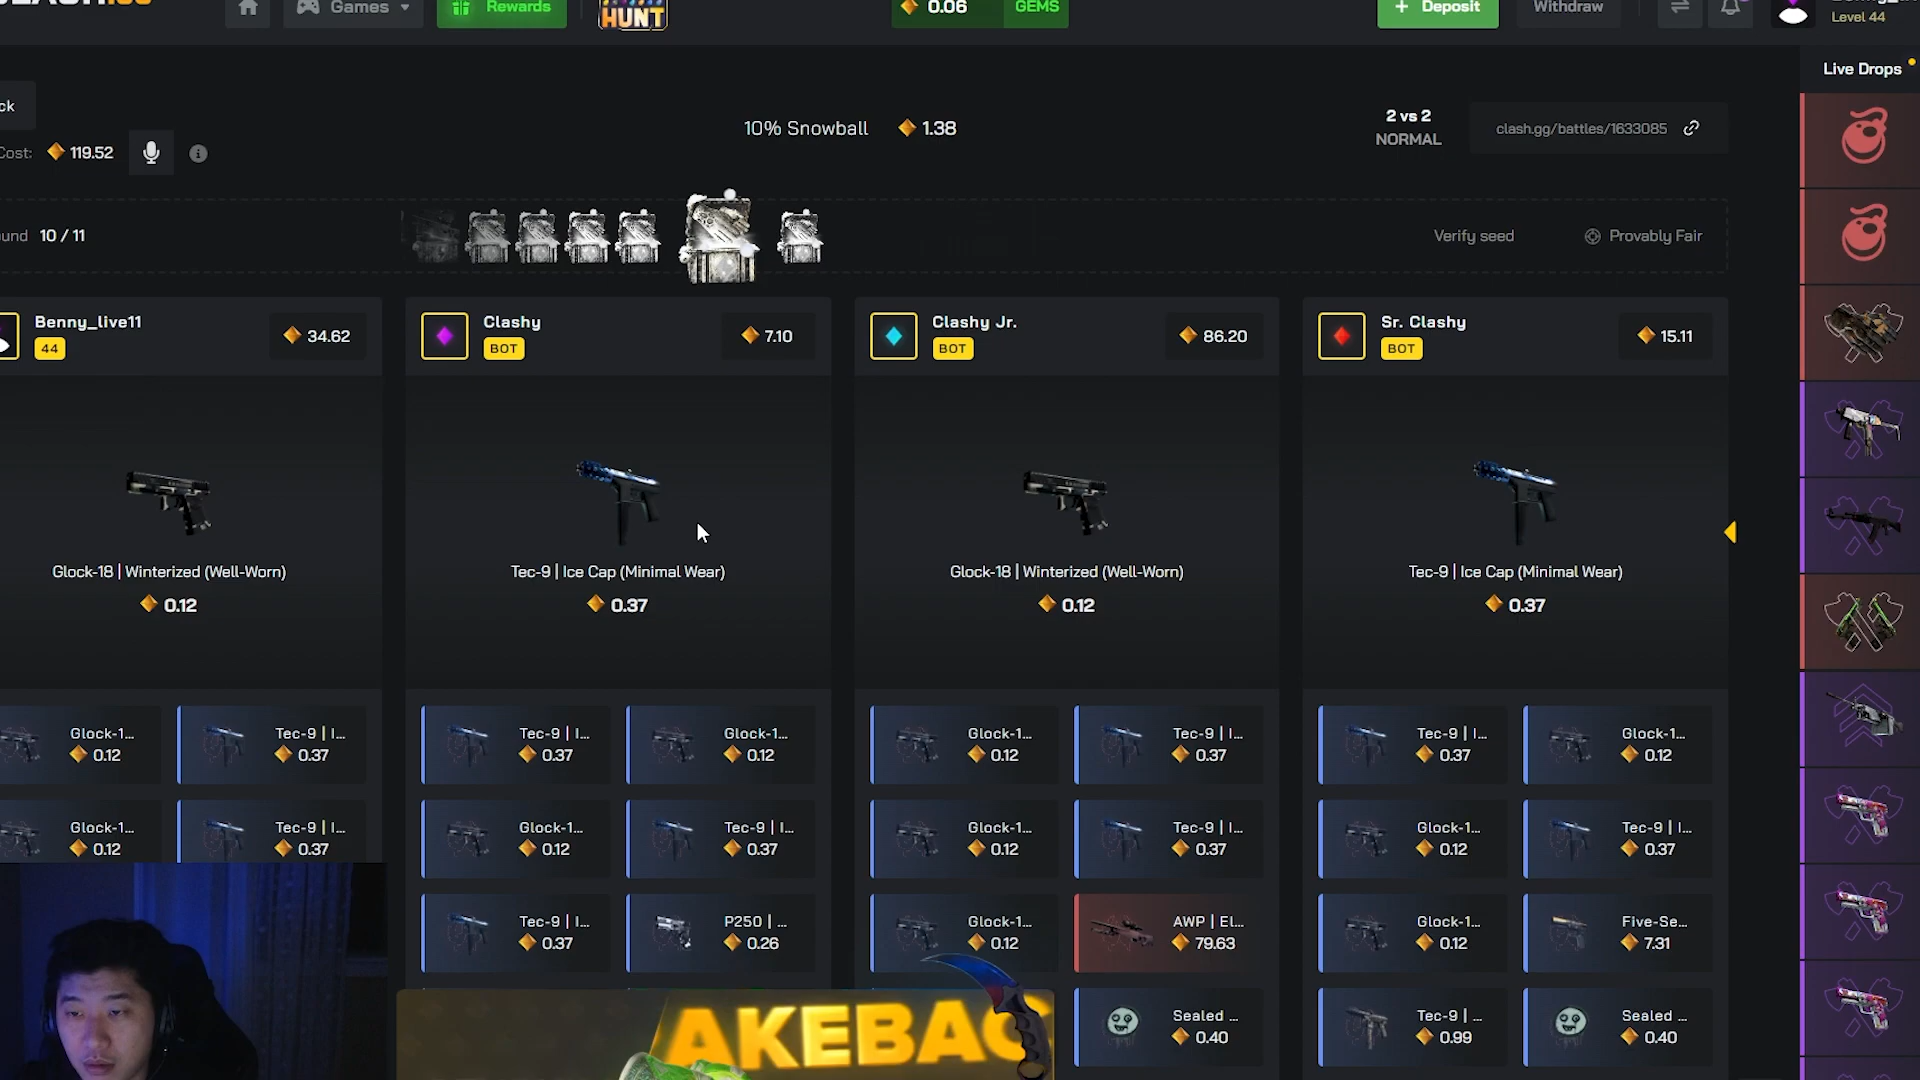 Games
Rewards
HUNT
0.06
GEMS
+ Deposit
Withdraw
Level 44
Live Drops
ck
Cost: 119.52
10% Snowball 1.38
2 vs 2
NORMAL
clash.gg/battles/1633085
und 10 / 11
Verify seed
Provably Fair
Benny_live11
44
34.62
Clashy
BOT
7.10
Clashy Jr.
BOT
86.20
Sr. Clashy
BOT
15.11
Glock-18 | Winterized (Well-Worn)
0.12
Tec-9 | Ice Cap (Minimal Wear)
0.37
Glock-18 | Winterized (Well-Worn)
0.12
Tec-9 | Ice Cap (Minimal Wear)
0.37
Glock-1...
0.12
Tec-9 | I...
0.37
Tec-9 | I...
0.37
Glock-1...
0.12
Glock-1...
0.12
Tec-9 | I...
0.37
Tec-9 | I...
0.37
Glock-1...
0.12
Glock-1...
0.12
Tec-9 | I...
0.37
Glock-1...
0.12
Tec-9 | I...
0.37
Glock-1...
0.12
Tec-9 | I...
0.37
Glock-1...
0.12
Tec-9 | I...
0.37
Tec-9 | I...
0.37
P250 | ...
0.26
Glock-1...
0.12
AWP | El...
79.63
Glock-1...
0.12
Five-Se...
7.31
Sealed ...
0.40
Tec-9 | ...
0.99
Sealed ...
0.40
AKEBAC